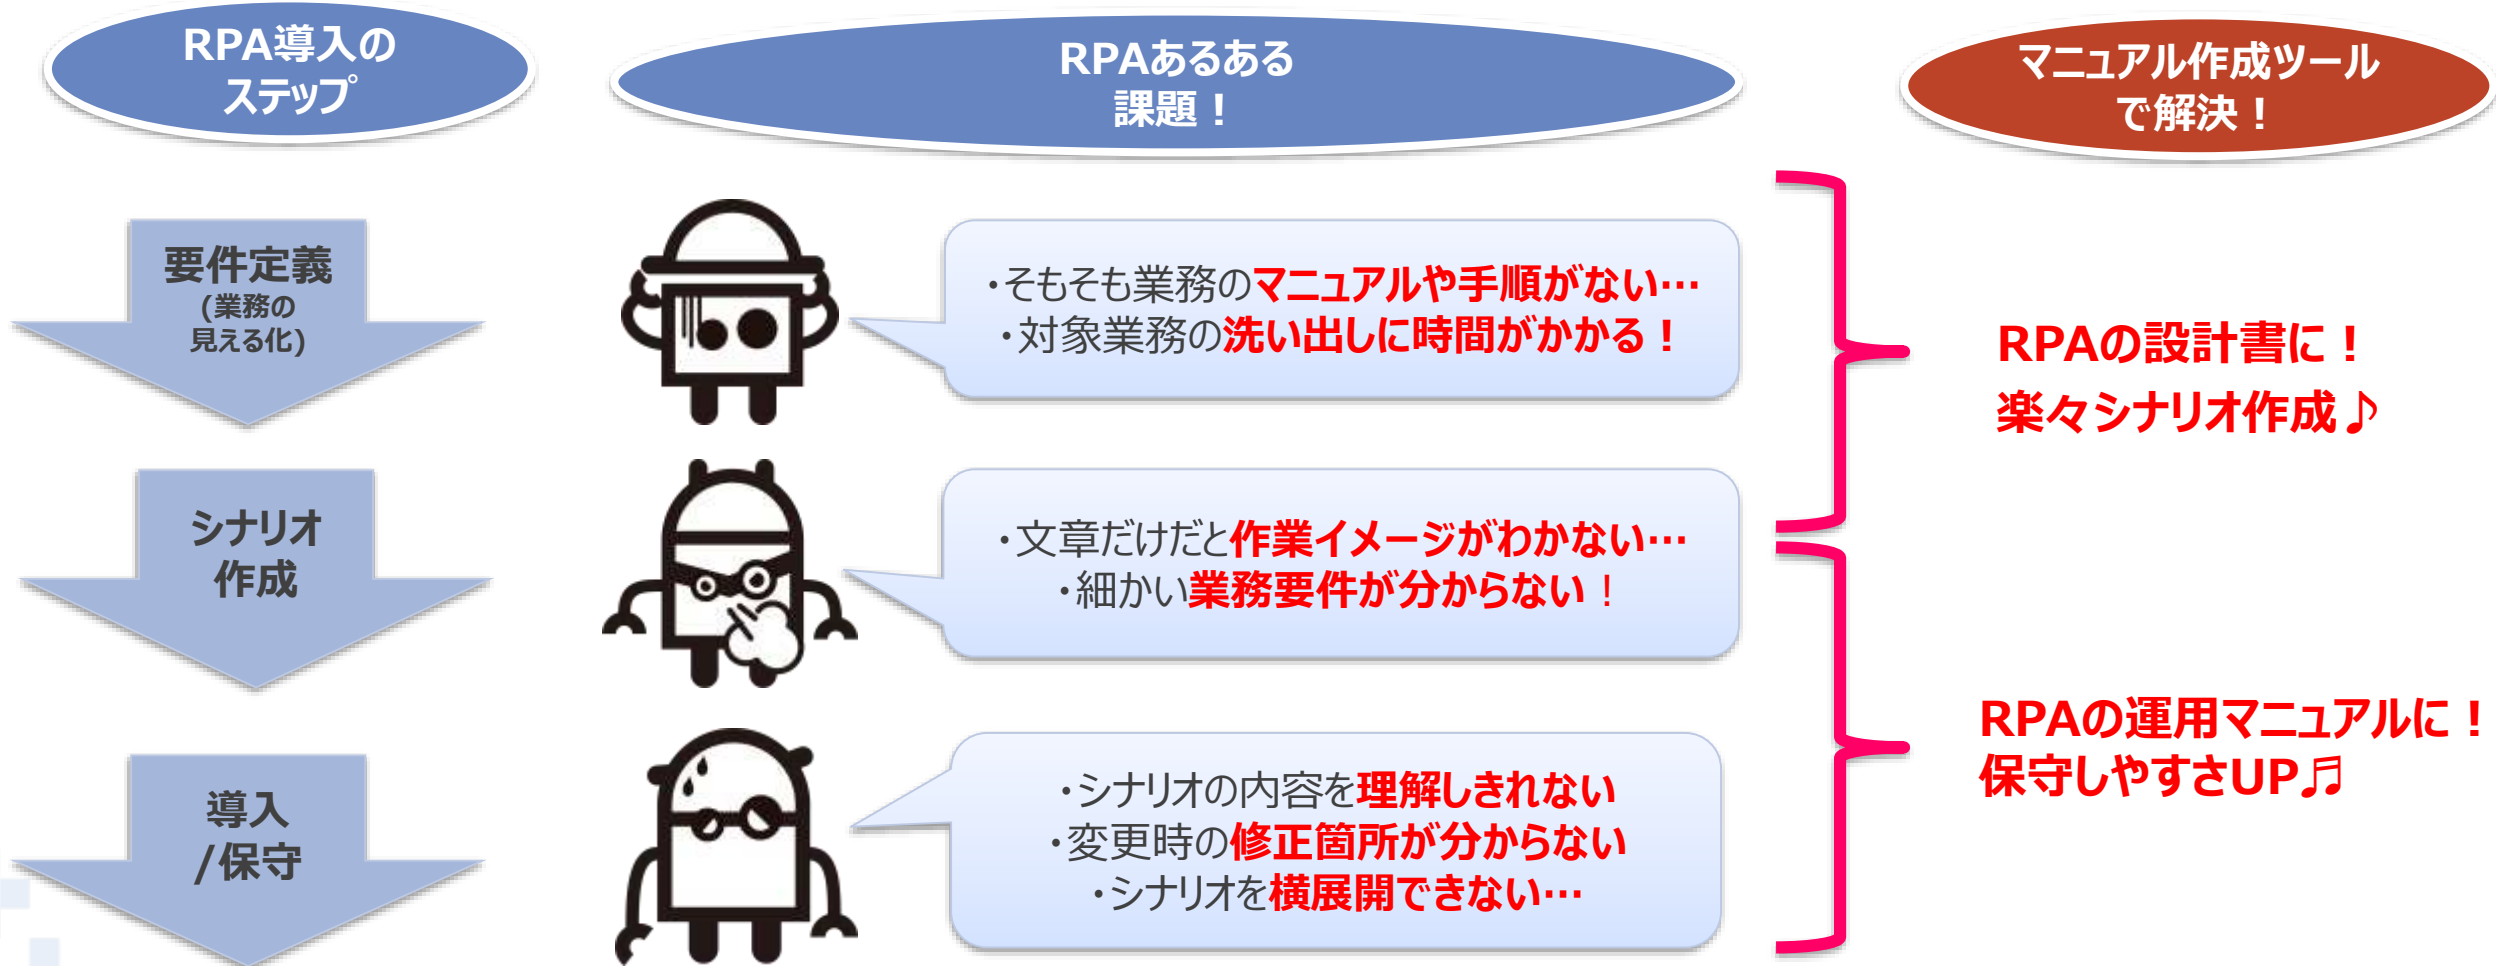 RPA導入の
ステップ
RPAあるある
課題！
マニュアル作成ツール
で解決！
要件定義
(業務の
見える化)
・そもそも業務のマニュアルや手順がない…
・対象業務の洗い出しに時間がかかる！
RPAの設計書に！
楽々シナリオ作成♪
シナリオ
作成
・文章だけだと作業イメージがわかない…
・細かい業務要件が分からない！
導入
/保守
・シナリオの内容を理解しきれない
・変更時の修正箇所が分からない
・シナリオを横展開できない…
RPAの運用マニュアルに！
保守しやすさUP♬